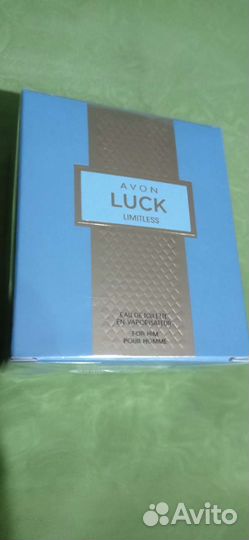 AVON
LUCK
LIMITLESS
EAU DE TOILETTE
EN VAPORISATEUR
FOR HIM
POUR HOMME
Avito